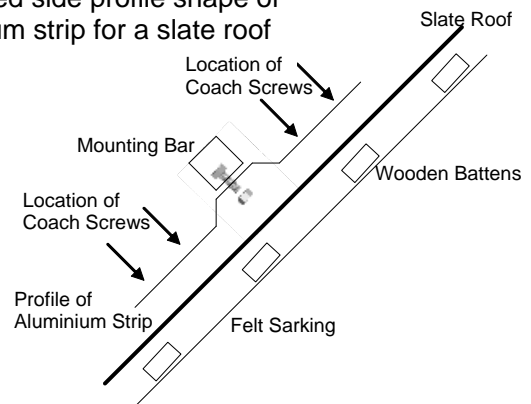 ed side profile shape of
um strip for a slate roof
Slate Roof
Location of
Coach Screws
Mounting Bar
Wooden Battens
Location of
Coach Screws
Profile of
Aluminium Strip
Felt Sarking